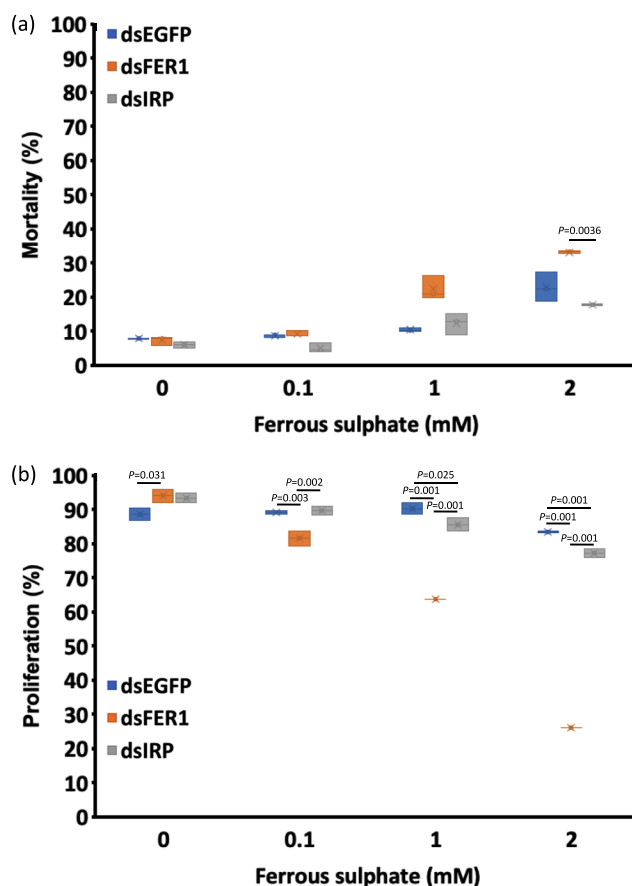 (a)
100
90
80
70
60
50
40
30
20
10
0
Mortality (%)
dsEGFP
dsFER1
dsIRP
P=0.0036
0 0.1 1 2
Ferrous sulphate (mM)
(b)
100
90
80
70
60
50
40
30
20
10
0
Proliferation (%)
P=0.031
P=0.002
P=0.003
P=0.025
P=0.001
P=0.001
P=0.001
P=0.001
P=0.001
dsEGFP
dsFER1
dsIRP
0 0.1 1 2
Ferrous sulphate (mM)